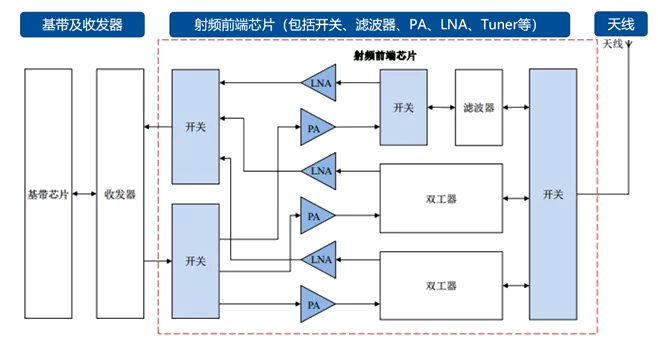 基带及收发器
射频前端芯片（包括开关、滤波器、PA、LNA、Tuner等）
天线
天线
射频前端芯片
LNA
开关
PA
开关
滤波器
LNA
基带芯片
收发器
双工器
开关
PA
LNA
开关
双工器
PA